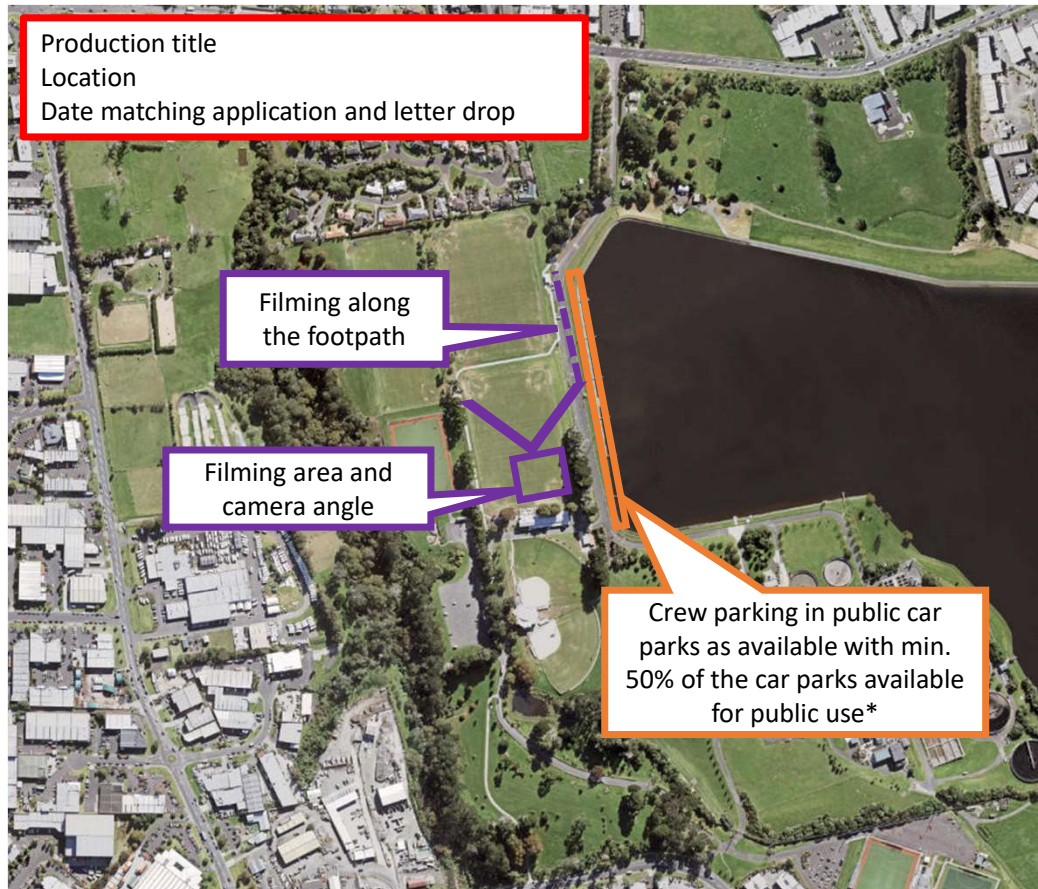 Production title
Location
Date matching application and letter drop
Filming along
the footpath
Filming area and
camera angle
Crew parking in public car
parks as available with min.
50% of the car parks available
for public use*